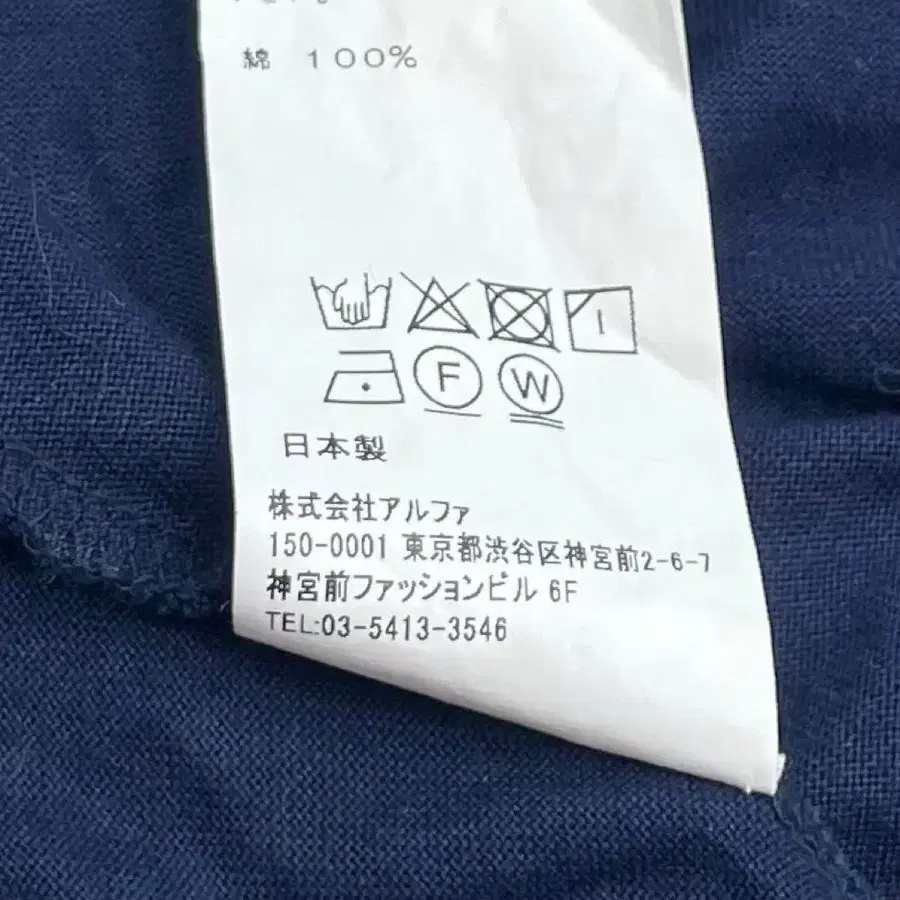 綿 100%
F W
日本製
株式会社アルファ
150-0001 東京都渋谷区神宮前2-6-7
神宮前ファッションビル 6F
TEL:03-5413-3546